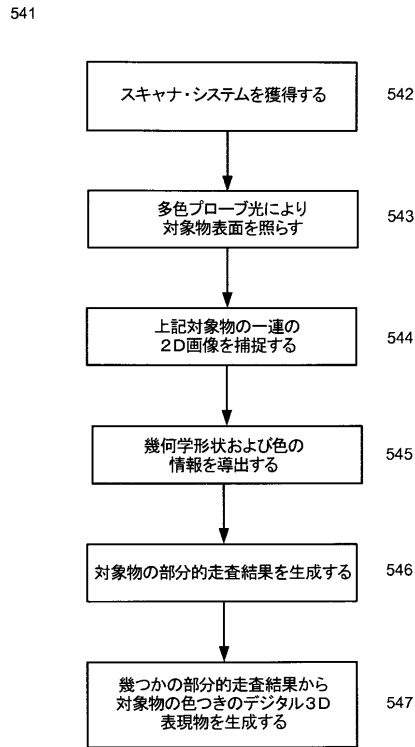 541
スキャナ・システムを獲得する
542
多色プローブ光により
対象物表面を照らす
543
上記対象物の一連の
2D画像を捕捉する
544
幾何学形状および色の
情報を導出する
545
対象物の部分的走査結果を生成する
546
幾つかの部分的走査結果から
対象物の色つきのデジタル3D
表現物を生成する
547